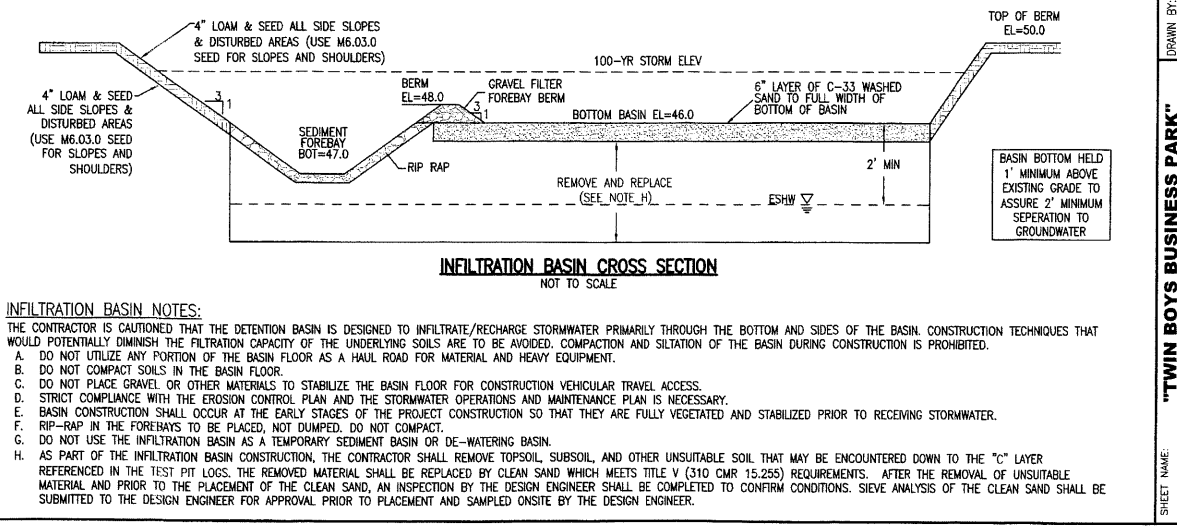 4" LOAM & SEED ALL SIDE SLOPES
& DISTURBED AREAS (USE M6.03.0
SEED FOR SLOPES AND SHOULDERS)
TOP OF BERM
EL=50.0
100-YR STORM ELEV
4" LOAM & SEED
ALL SIDE SLOPES &
DISTURBED AREAS
(USE M6.03.0 SEED
FOR SLOPES AND
SHOULDERS)
3
1
BERM
EL=48.0
GRAVEL FILTER
FOREBAY BERM
3
1
BOTTOM BASIN EL=46.0
6" LAYER OF C-33 WASHED
SAND TO FULL WIDTH OF
BOTTOM OF BASIN
SEDIMENT
FOREBAY
BOT=47.0
RIP RAP
2' MIN
REMOVE AND REPLACE
(SEE NOTE H)
ESHW
BASIN BOTTOM HELD
1' MINIMUM ABOVE
EXISTING GRADE TO
ASSURE 2' MINIMUM
SEPERATION TO
GROUNDWATER
INFILTRATION BASIN CROSS SECTION
NOT TO SCALE
INFILTRATION BASIN NOTES:
THE CONTRACTOR IS CAUTIONED THAT THE DETENTION BASIN IS DESIGNED TO INFILTRATE/RECHARGE STORMWATER PRIMARILY THROUGH THE BOTTOM AND SIDES OF THE BASIN. CONSTRUCTION TECHNIQUES THAT
WOULD POTENTIALLY DIMINISH THE FILTRATION CAPACITY OF THE UNDERLYING SOILS ARE TO BE AVOIDED. COMPACTION AND SILTATION OF THE BASIN DURING CONSTRUCTION IS PROHIBITED.
A. DO NOT UTILIZE ANY PORTION OF THE BASIN FLOOR AS A HAUL ROAD FOR MATERIAL AND HEAVY EQUIPMENT.
B. DO NOT COMPACT SOILS IN THE BASIN FLOOR.
C. DO NOT PLACE GRAVEL OR OTHER MATERIALS TO STABILIZE THE BASIN FLOOR FOR CONSTRUCTION VEHICULAR TRAVEL ACCESS.
D. STRICT COMPLIANCE WITH THE EROSION CONTROL PLAN AND THE STORMWATER OPERATIONS AND MAINTENANCE PLAN IS NECESSARY.
E. BASIN CONSTRUCTION SHALL OCCUR AT THE EARLY STAGES OF THE PROJECT CONSTRUCTION SO THAT THEY ARE FULLY VEGETATED AND STABILIZED PRIOR TO RECEIVING STORMWATER.
F. RIP-RAP IN THE FOREBAYS TO BE PLACED, NOT DUMPED. DO NOT COMPACT.
G. DO NOT USE THE INFILTRATION BASIN AS A TEMPORARY SEDIMENT BASIN OR DE-WATERING BASIN.
H. AS PART OF THE INFILTRATION BASIN CONSTRUCTION, THE CONTRACTOR SHALL REMOVE TOPSOIL, SUBSOIL, AND OTHER UNSUITABLE SOIL THAT MAY BE ENCOUNTERED DOWN TO THE "C" LAYER
REFERENCED IN THE TEST PIT LOGS. THE REMOVED MATERIAL SHALL BE REPLACED BY CLEAN SAND WHICH MEETS TITLE V (310 CMR 15.255) REQUIREMENTS. AFTER THE REMOVAL OF UNSUITABLE
MATERIAL AND PRIOR TO THE PLACEMENT OF THE CLEAN SAND, AN INSPECTION BY THE DESIGN ENGINEER SHALL BE COMPLETED TO CONFIRM CONDITIONS. SIEVE ANALYSIS OF THE CLEAN SAND SHALL BE
SUBMITTED TO THE DESIGN ENGINEER FOR APPROVAL PRIOR TO PLACEMENT AND SAMPLED ONSITE BY THE DESIGN ENGINEER.
DRAWN BY:
"TWIN BOYS BUSINESS PARK"
SHEET NAME: